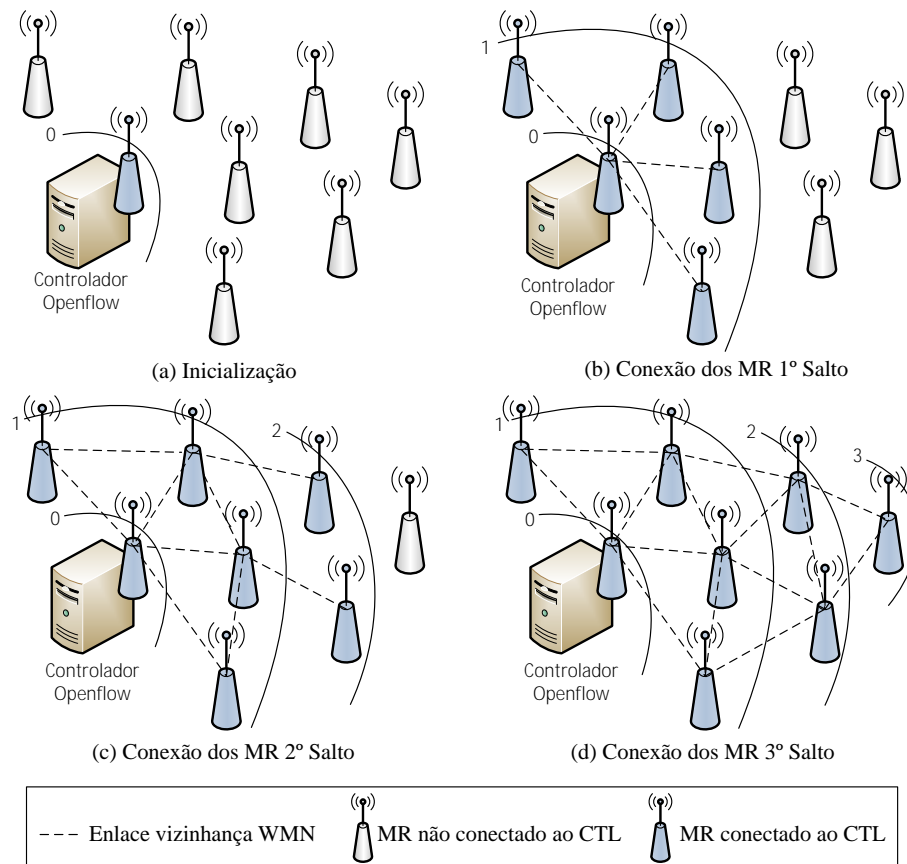 0
Controlador
Openflow
(a) Inicialização
1
0
Controlador
Openflow
(b) Conexão dos MR 1º Salto
1
2
0
Controlador
Openflow
(c) Conexão dos MR 2º Salto
1
2
3
0
Controlador
Openflow
(d) Conexão dos MR 3º Salto
Enlace vizinhança WMN
MR não conectado ao CTL
MR conectado ao CTL